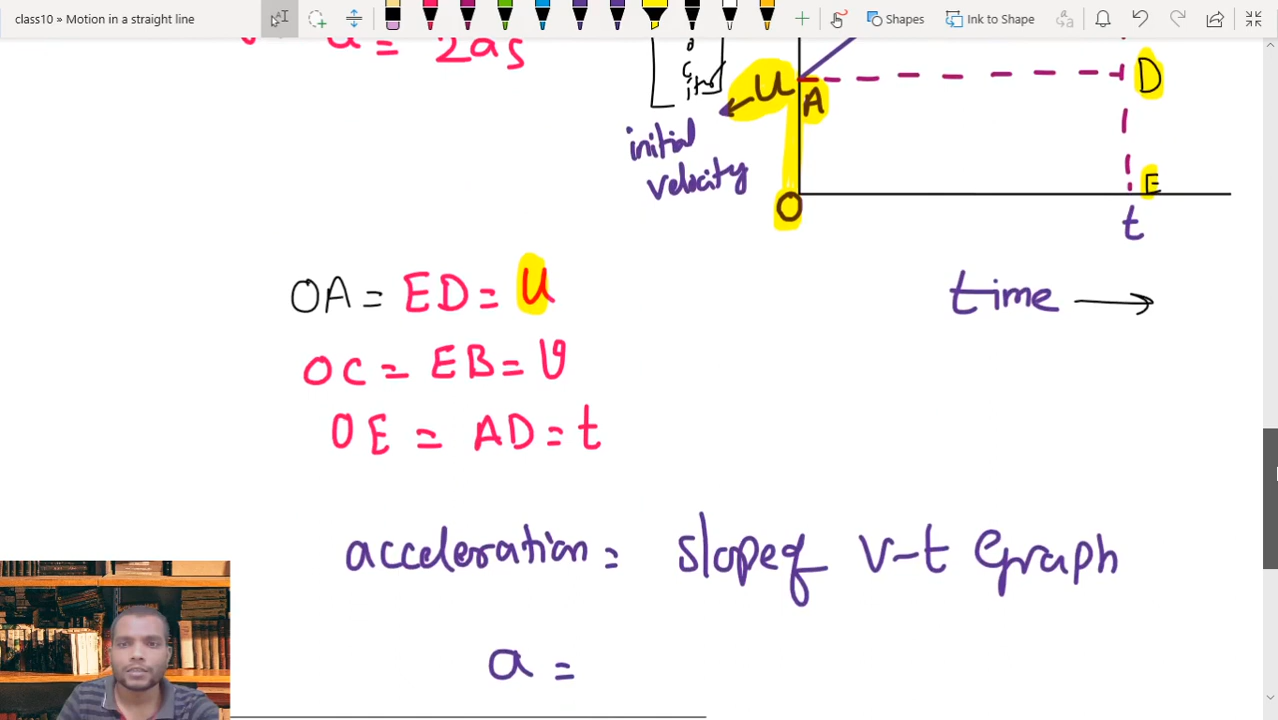 class10 » Motion in a straight line
Shapes
Ink to Shape
= 2as
u
A
D
initial
velocity
E
O
t
time
OA = ED = u
OC = EB = v
OE = AD = t
acceleration = slope of v-t Graph
a =